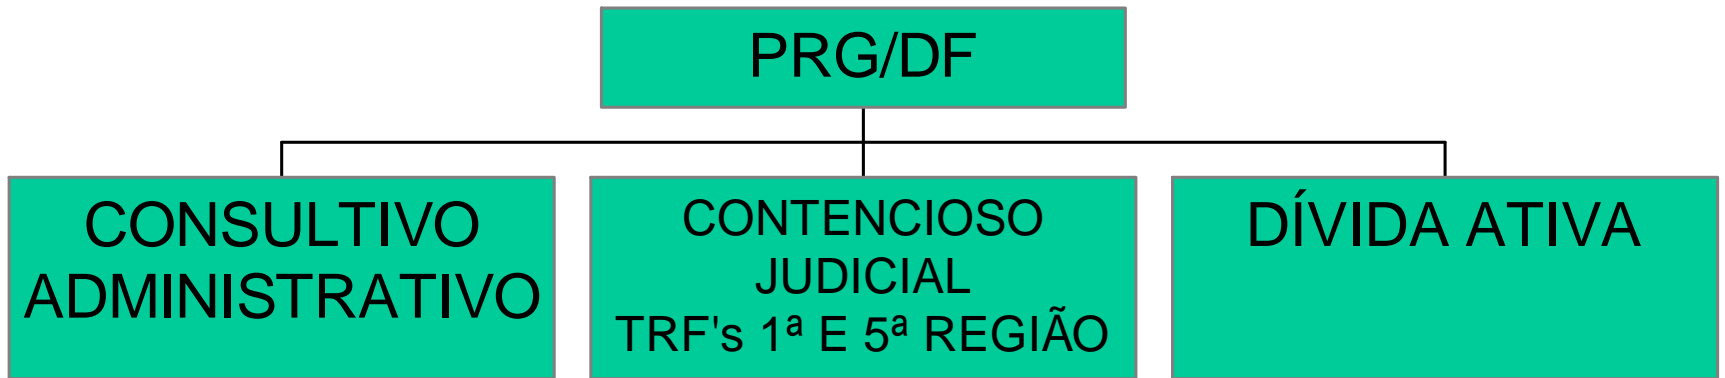 PRG/DF
CONSULTIVO
ADMINISTRATIVO
CONTENCIOSO
JUDICIAL
TRF's 1ª E 5ª REGIÃO
DÍVIDA ATIVA